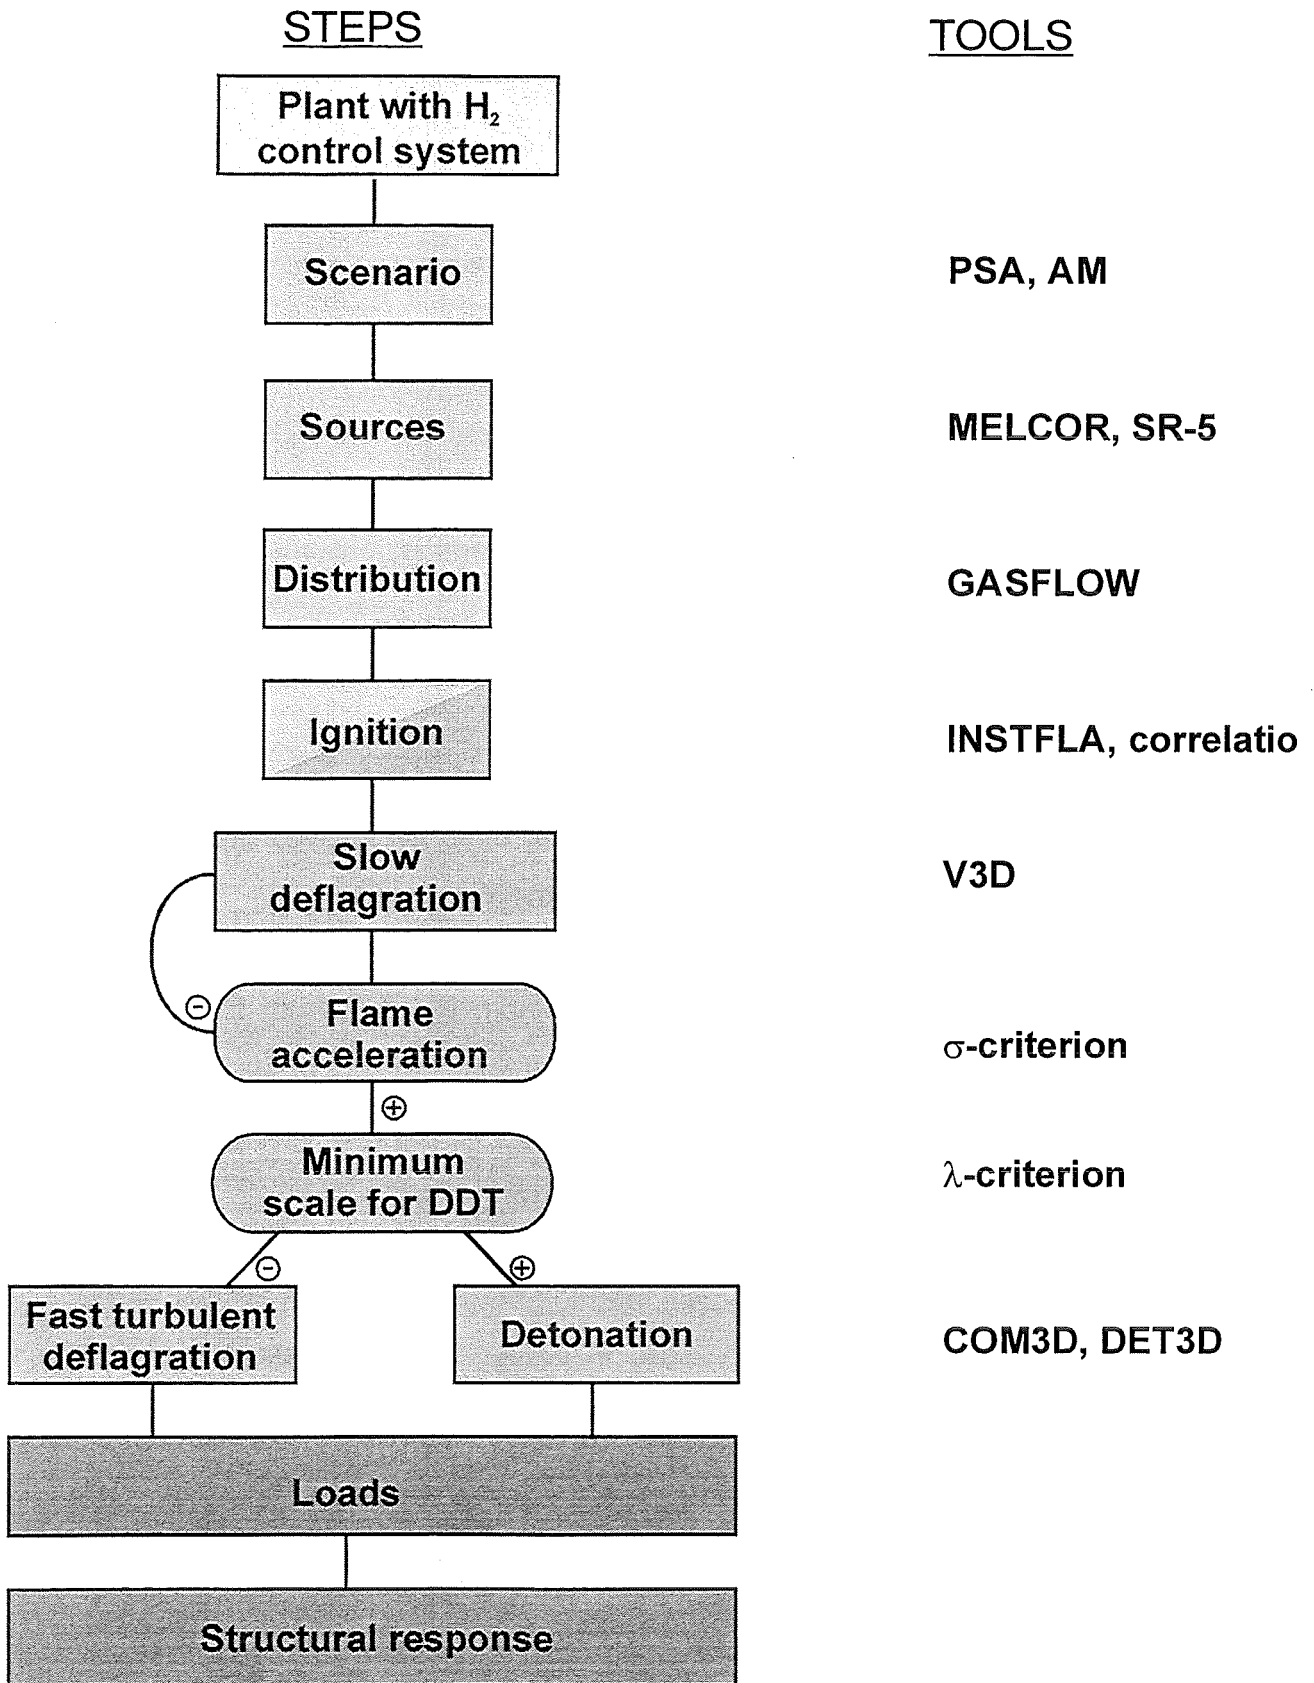 STEPS
TOOLS
Plant with H₂
control system
Scenario
PSA, AM
Sources
MELCOR, SR-5
Distribution
GASFLOW
Ignition
INSTFLA, correlatio
Slow
deflagration
V3D
⊖
Flame
acceleration
σ-criterion
⊕
Minimum
scale for DDT
λ-criterion
⊖
⊕
Fast turbulent
deflagration
Detonation
COM3D, DET3D
Loads
Structural response